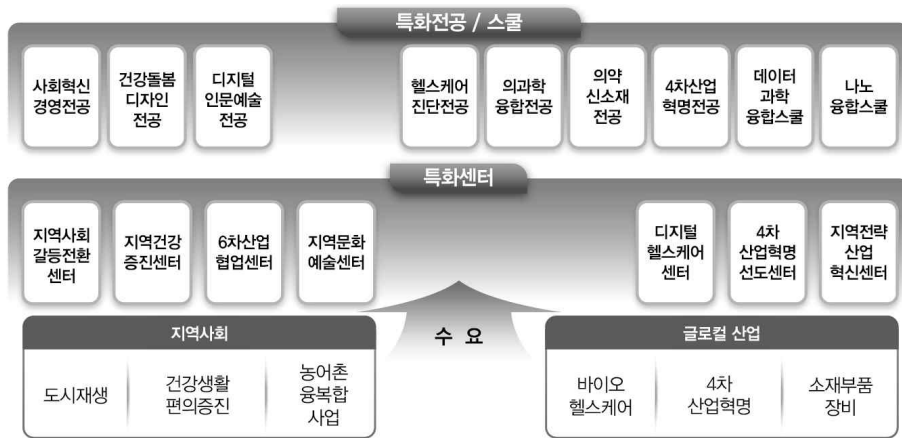 특화전공 / 스쿨
사회혁신
경영전공
건강돌봄
디자인
전공
디지털
인문예술
전공
헬스케어
진단전공
의과학
융합전공
의약
신소재
전공
4차산업
혁명전공
데이터
과학
융합스쿨
나노
융합스쿨
특화센터
지역사회
갈등전환
센터
지역건강
증진센터
6차산업
협업센터
지역문화
예술센터
디지털
헬스케어
센터
4차
산업혁명
선도센터
지역전략
산업
혁신센터
지역사회
도시재생
건강생활
편의증진
농어촌
융복합
사업
수 요
글로컬 산업
바이오
헬스케어
4차
산업혁명
소재부품
장비